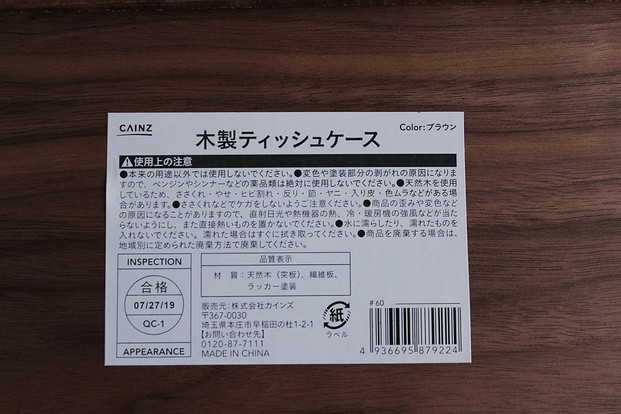 CAINZ
木製ティッシュケース
Color:ブラウン
⚠使用上の注意
●本来の用途以外では使用しないでください。●変色や塗装部分の剥がれの原因になりま
すので、ベンジンやシンナーなどの薬品類は絶対に使用しないでください。●天然木を使用
しているため、ささくれ・やせ・ヒビ割れ・反り・節・ヤニ・入り皮・色ムラなどがある場
合があります。●ささくれなどでケガをしないようご注意ください。●商品の歪みや変色など
の原因になることがありますので、直射日光や熱機器の熱、冷・暖房機の強風などが当た
らないようにし、また直接熱いものを置かないでください。●水に濡らしたり、濡れたものを
入れないでください。濡れた場合はすぐに拭き取ってください。●商品を廃棄する場合は、
地域別に定められた廃棄方法で廃棄してください。
INSPECTION
合格
07/27/19
QC-1
APPEARANCE
品質表示
材 質：天然木（突板）、繊維板、
ラッカー塗装
販売元：株式会社カインズ
〒367-0030
埼玉県本庄市早稲田の杜1-2-1
【お問い合わせ先】
0120-87-7111
MADE IN CHINA
紙
ラベル
#60
4 936695 879224